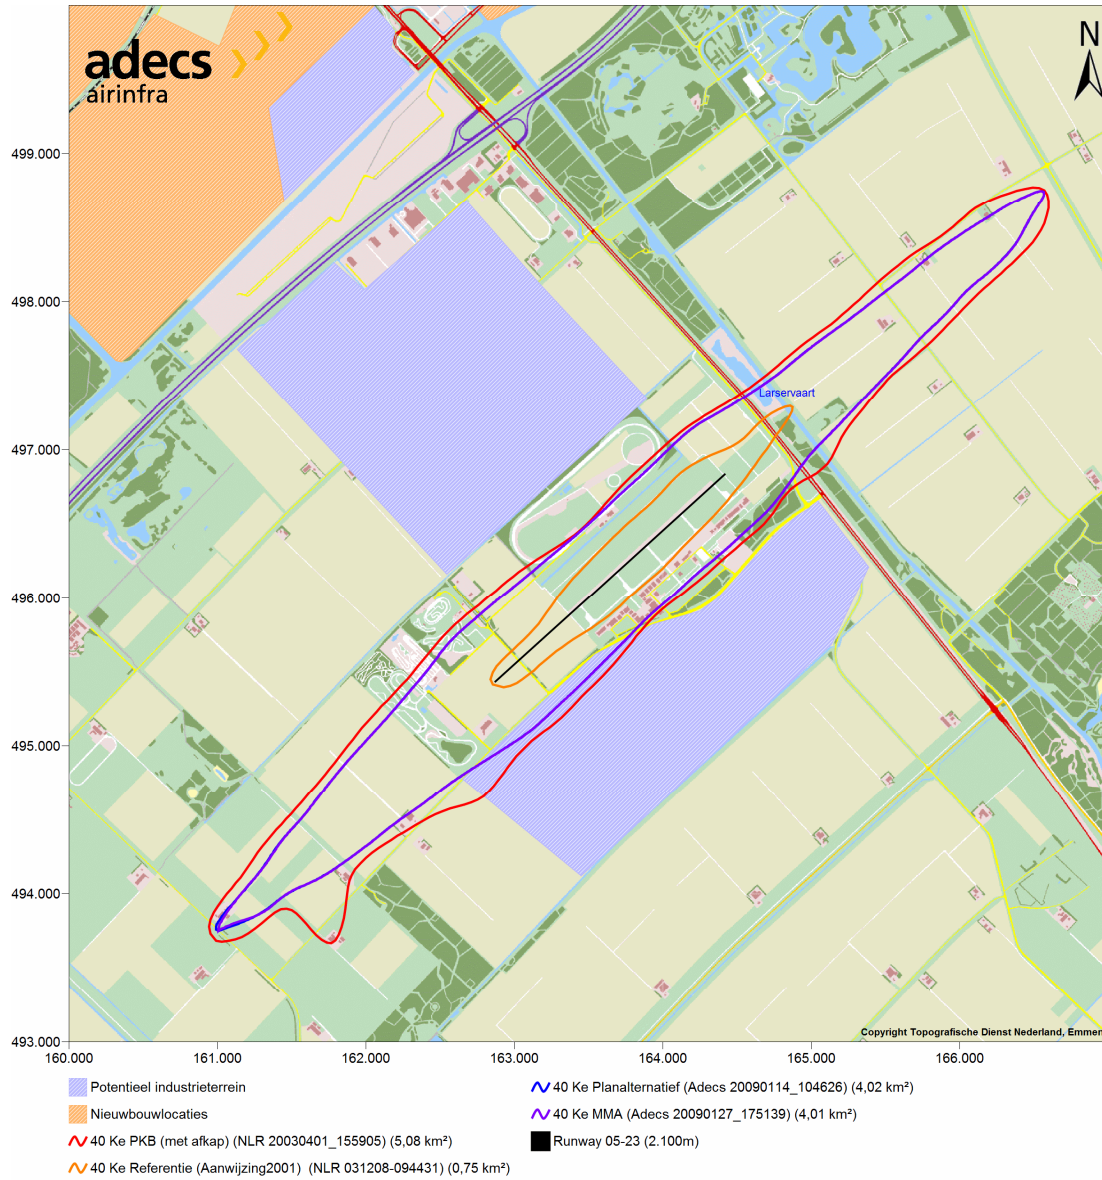 adecs
airinfra
N
499.000
498.000
Larservaart
497.000
496.000
495.000
494.000
Copyright Topografische Dienst Nederland, Emmen
493.000
160.000 161.000 162.000 163.000 164.000 165.000 166.000
Potentieel industrieterrein
40 Ke Planalternatief (Adecs 20090114_104626) (4,02 km²)
Nieuwbouwlocaties
40 Ke MMA (Adecs 20090127_175139) (4,01 km²)
40 Ke PKB (met afkap) (NLR 20030401_155905) (5,08 km²)
Runway 05-23 (2.100m)
40 Ke Referentie (Aanwijzing2001) (NLR 031208-094431) (0,75 km²)